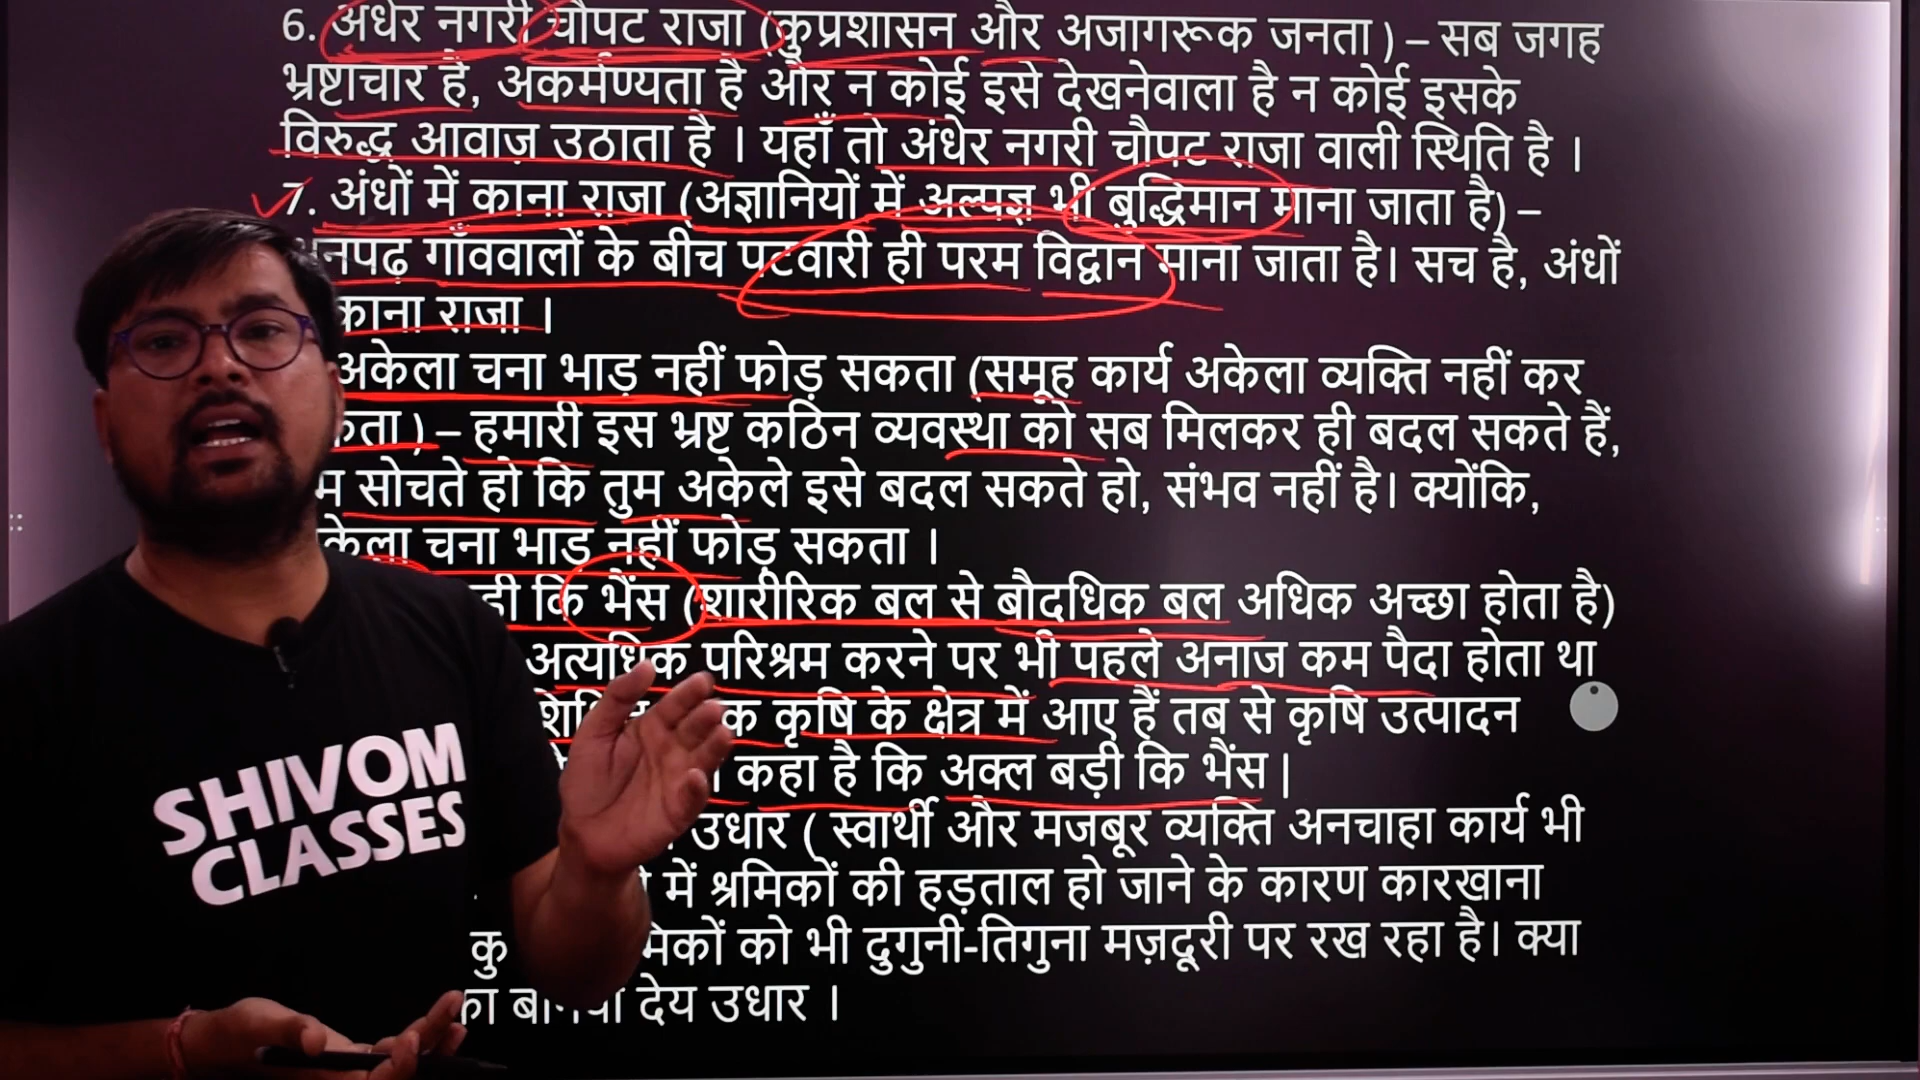 6. अंधेर नगरी चौपट राजा (कुप्रशासन और अजागरूक जनता ) – सब जगह
भ्रष्टाचार है, अकर्मण्यता है और न कोई इसे देखनेवाला है न कोई इसके
विरुद्ध आवाज़ उठाता है । यहाँ तो अंधेर नगरी चौपट राजा वाली स्थिति है ।
7. अंधों में काना राजा (अज्ञानियों में अल्पज्ञ भी बुद्धिमान माना जाता है) –
गाँववालों के बीच पटवारी ही परम विद्वान माना जाता है। सच है, अंधों
काना राजा ।
अकेला चना भाड़ नहीं फोड़ सकता (समूह कार्य अकेला व्यक्ति नहीं कर
– हमारी इस भ्रष्ट कठिन व्यवस्था को सब मिलकर ही बदल सकते हैं,
सोचते हो कि तुम अकेले इसे बदल सकते हो, संभव नहीं है। क्योंकि,
चना भाड़ नहीं फोड़ सकता ।
कि भैंस (शारीरिक बल से बौद्धिक बल अधिक अच्छा होता है)
अत्यधिक परिश्रम करने पर भी पहले अनाज कम पैदा होता था
कृषि के क्षेत्र में आए हैं तब से कृषि उत्पादन
कहा है कि अक्ल बड़ी कि भैंस |
उधार ( स्वार्थी और मजबूर व्यक्ति अनचाहा कार्य भी
में श्रमिकों की हड़ताल हो जाने के कारण कारखाना
को भी दुगुनी-तिगुना मज़दूरी पर रख रहा है। क्या
देय उधार ।
SHIVOM
CLASSES